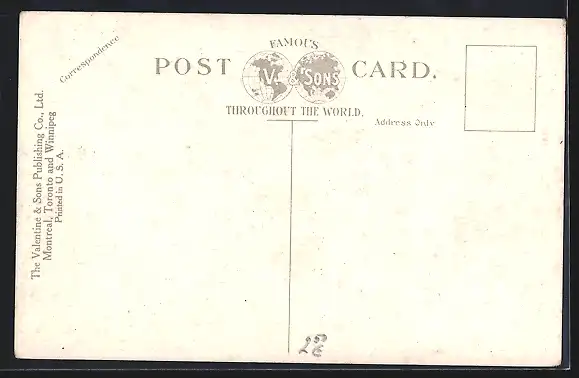 Correspondence
FAMOUS
POST CARD.
V. & SONS
THROUGHOUT THE WORLD.
Address Only
The Valentine & Sons Publishing Co., Ltd.
Montreal, Toronto and Winnipeg
Printed in U. S. A.